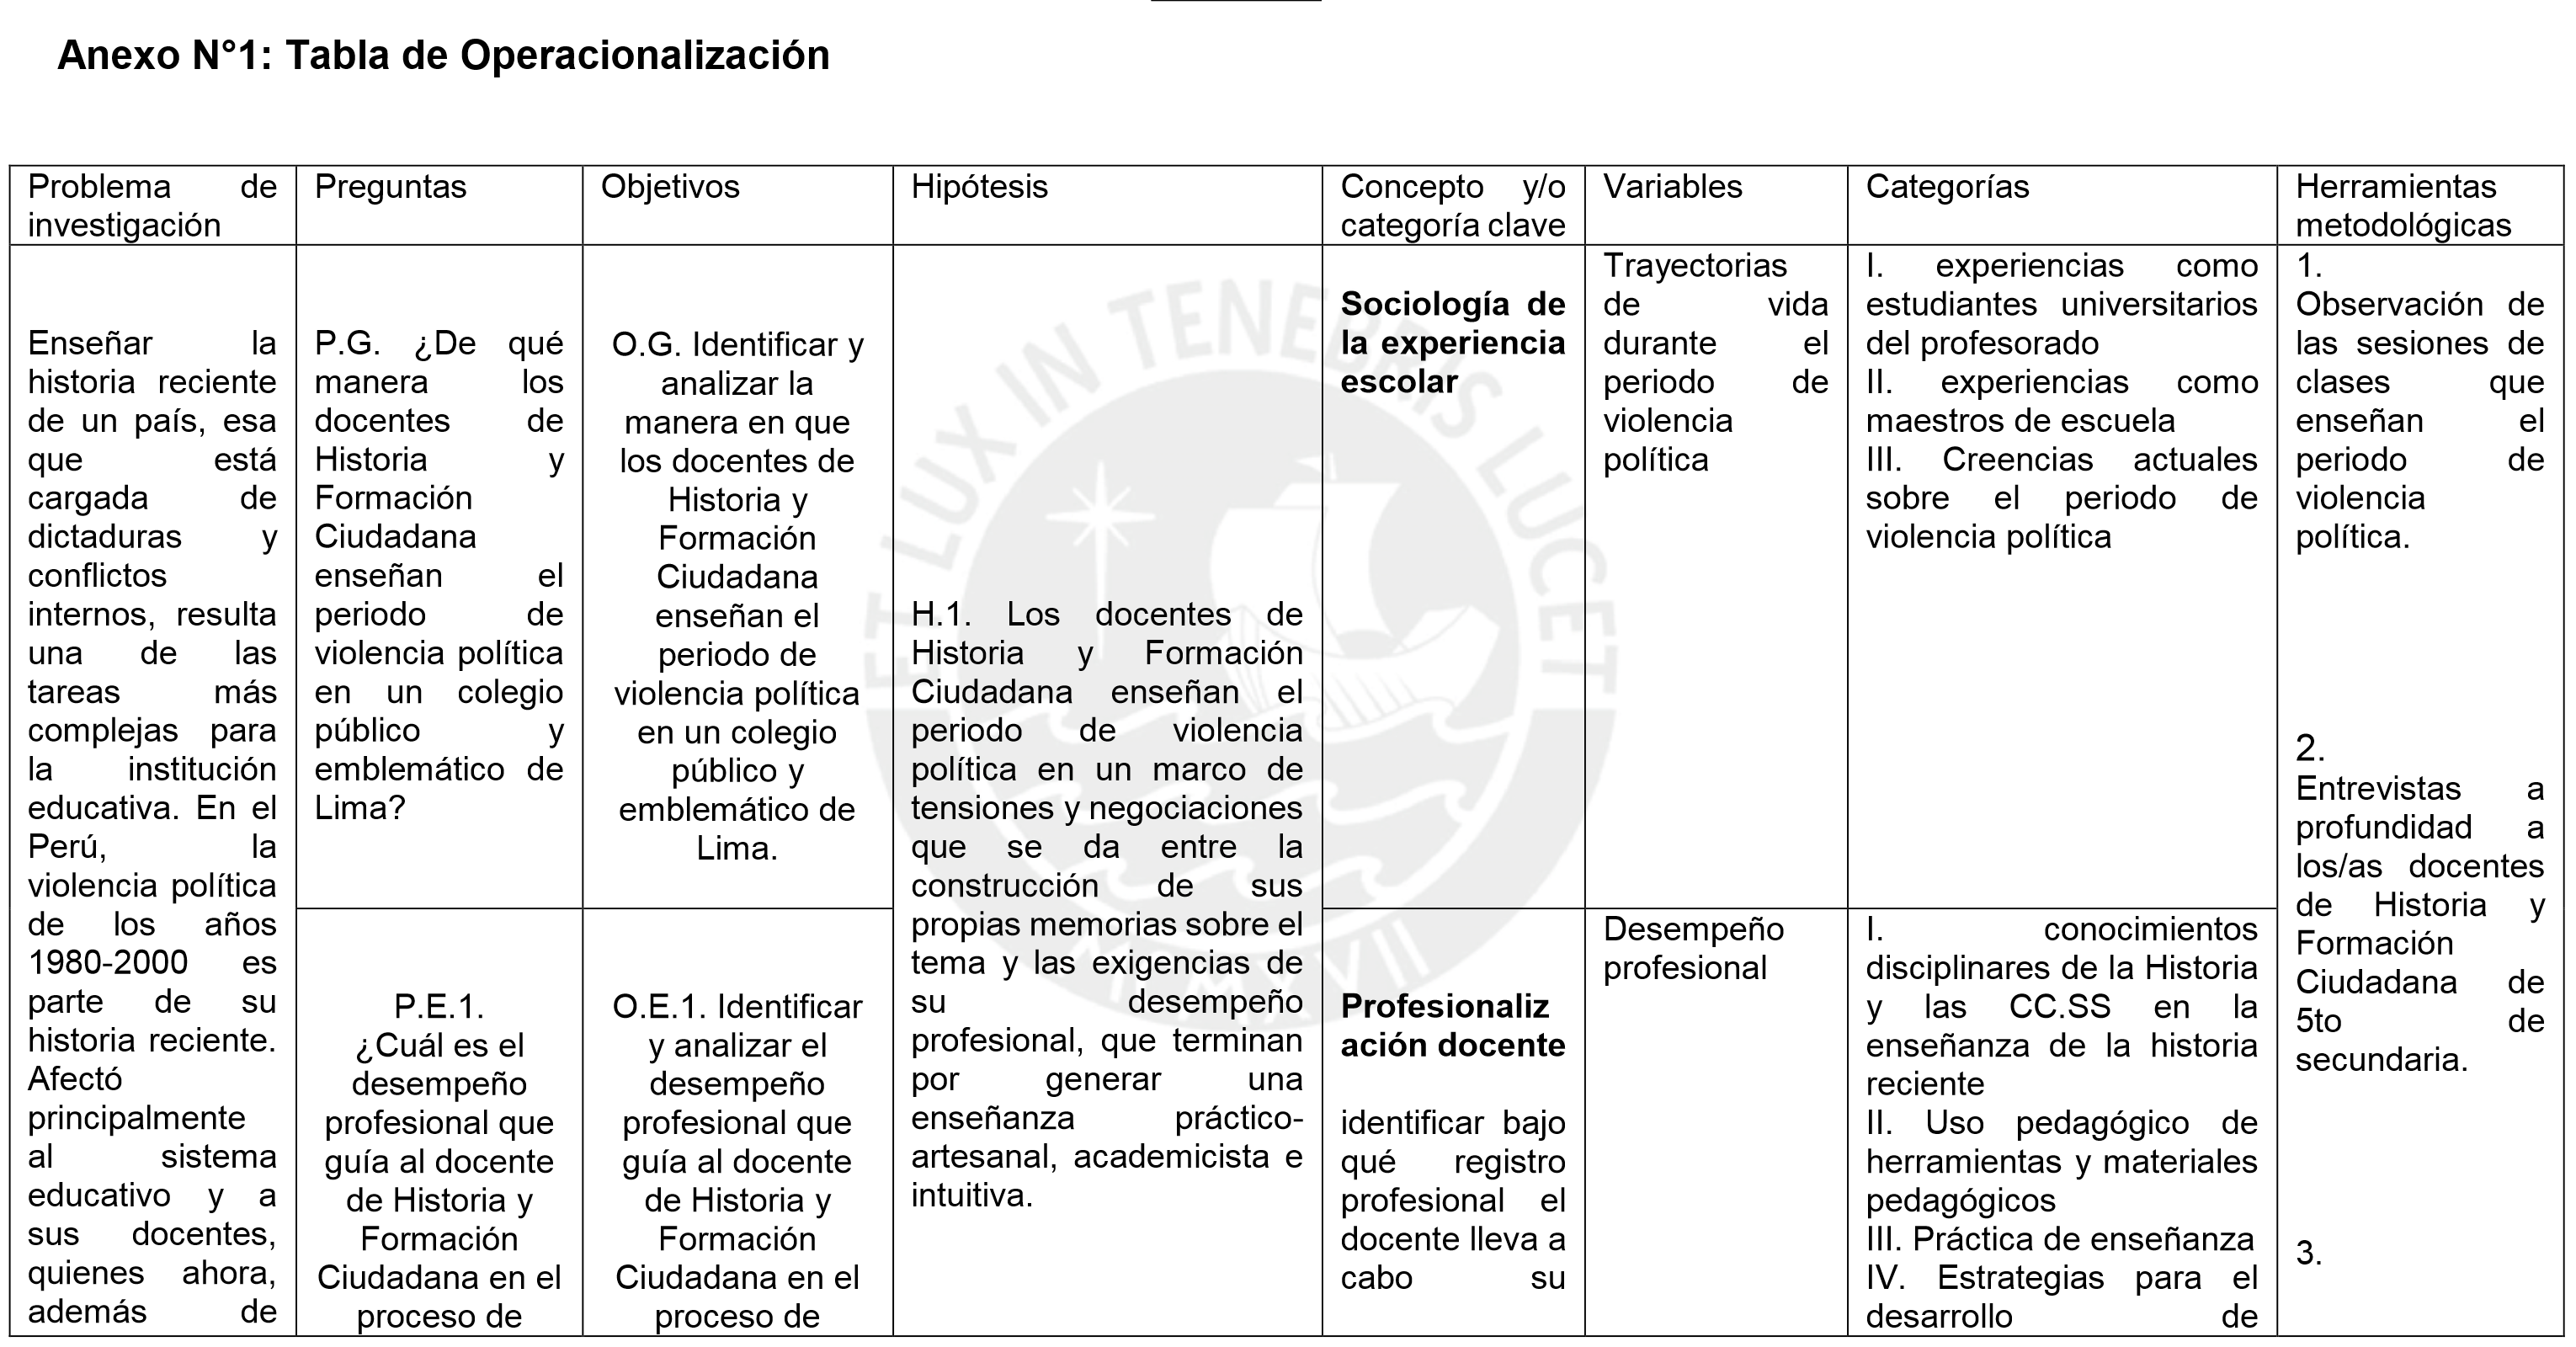 Anexo N°1: Tabla de Operacionalización
Problema de
investigación
Preguntas
Objetivos
Hipótesis
Concepto y/o
categoría clave
Variables
Categorías
Herramientas
metodológicas
Enseñar la
historia reciente
de un país, esa
que está
cargada de
dictaduras y
conflictos
internos, resulta
una de las
tareas más
complejas para
la institución
educativa. En el
Perú, la
violencia política
de los años
1980-2000 es
parte de su
historia reciente.
Afectó
principalmente
al sistema
educativo y a
sus docentes,
quienes ahora,
además de
P.G. ¿De qué
manera los
docentes de
Historia y
Formación
Ciudadana
enseñan el
periodo de
violencia política
en un colegio
público y
emblemático de
Lima?
O.G. Identificar y
analizar la
manera en que
los docentes de
Historia y
Formación
Ciudadana
enseñan el
periodo de
violencia política
en un colegio
público y
emblemático de
Lima.
H.1. Los docentes de
Historia y Formación
Ciudadana enseñan el
periodo de violencia
política en un marco de
tensiones y negociaciones
que se da entre la
construcción de sus
propias memorias sobre el
tema y las exigencias de
su desempeño
profesional, que terminan
por generar una
enseñanza práctico-
artesanal, academicista e
intuitiva.
Sociología de
la experiencia
escolar
Trayectorias
de vida
durante el
periodo de
violencia
política
I. experiencias como
estudiantes universitarios
del profesorado
II. experiencias como
maestros de escuela
III. Creencias actuales
sobre el periodo de
violencia política
1.
Observación de
las sesiones de
clases que
enseñan el
periodo de
violencia
política.
2.
Entrevistas a
profundidad a
los/as docentes
de Historia y
Formación
Ciudadana de
5to de
secundaria.
3.
P.E.1.
¿Cuál es el
desempeño
profesional que
guía al docente
de Historia y
Formación
Ciudadana en el
proceso de
O.E.1. Identificar
y analizar el
desempeño
profesional que
guía al docente
de Historia y
Formación
Ciudadana en el
proceso de
Profesionaliz
ación docente
identificar bajo
qué registro
profesional el
docente lleva a
cabo su
Desempeño
profesional
I. conocimientos
disciplinares de la Historia
y las CC.SS en la
enseñanza de la historia
reciente
II. Uso pedagógico de
herramientas y materiales
pedagógicos
III. Práctica de enseñanza
IV. Estrategias para el
desarrollo de
ET LUX IN TENEBRIS LUCET
MCMXVII